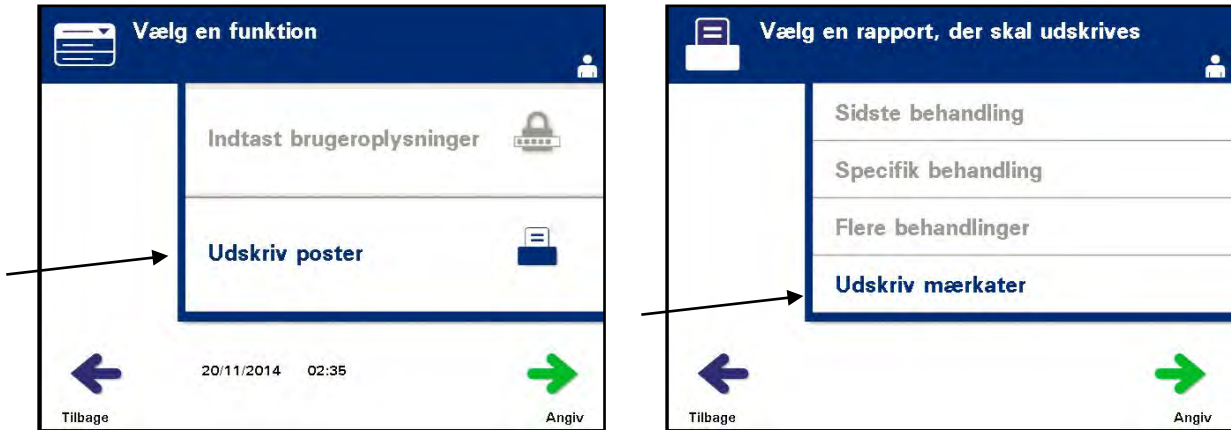 Vælg en funktion
Indtast brugeroplysninger
Udskriv poster
20/11/2014 02:35
Tilbage
Angiv
Vælg en rapport, der skal udskrives
Sidste behandling
Specifik behandling
Flere behandlinger
Udskriv mærkater
Tilbage
Angiv